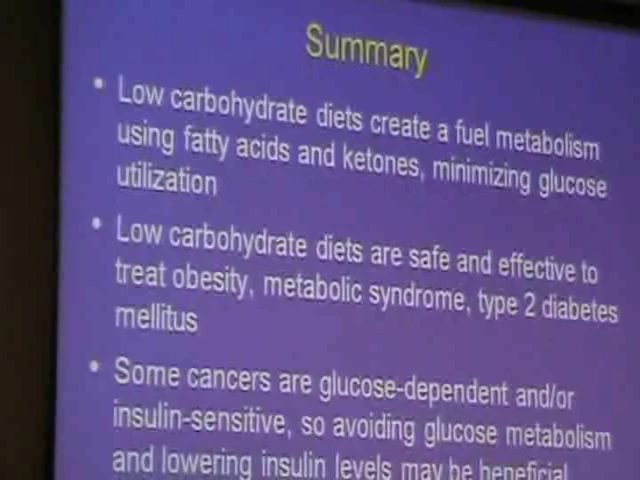 Summary
• Low carbohydrate diets create a fuel metabolism
using fatty acids and ketones, minimizing glucose
utilization
• Low carbohydrate diets are safe and effective to
treat obesity, metabolic syndrome, type 2 diabetes
mellitus
• Some cancers are glucose-dependent and/or
insulin-sensitive, so avoiding glucose metabolism
and lowering insulin levels may be beneficial